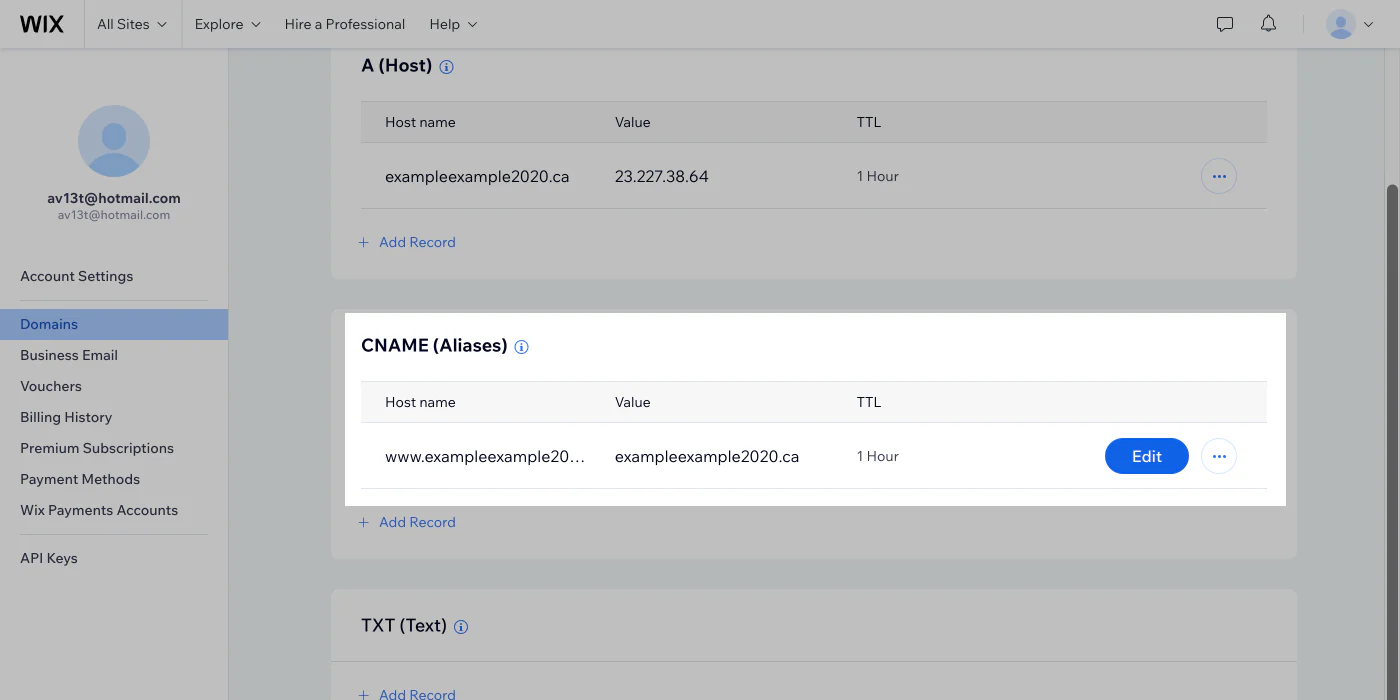 WIX All Sites Explore Hire a Professional Help
av13t@hotmail.com
av13t@hotmail.com
Account Settings
Domains
Business Email
Vouchers
Billing History
Premium Subscriptions
Payment Methods
Wix Payments Accounts
API Keys
A (Host)
Host name Value TTL
exampleexample2020.ca 23.227.38.64 1 Hour
+ Add Record
CNAME (Aliases)
Host name Value TTL
www.exampleexample20... exampleexample2020.ca 1 Hour Edit
+ Add Record
TXT (Text)
+ Add Record